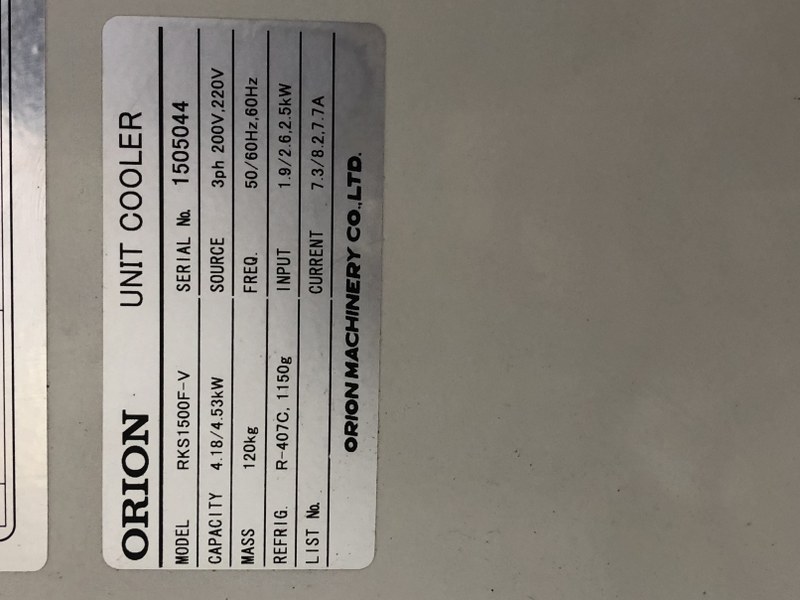 ORION UNIT COOLER
MODEL RKS1500F-V SERIAL No. 1505044
CAPACITY 4.18/4.53kW SOURCE 3ph 200V,220V
MASS 120kg FREQ. 50/60Hz,60Hz
REFRIG. R-407C, 1150g INPUT 1.9/2.6,2.5kW
LIST No. CURRENT 7.3/8.2,7.7A
ORION MACHINERY CO.,LTD.